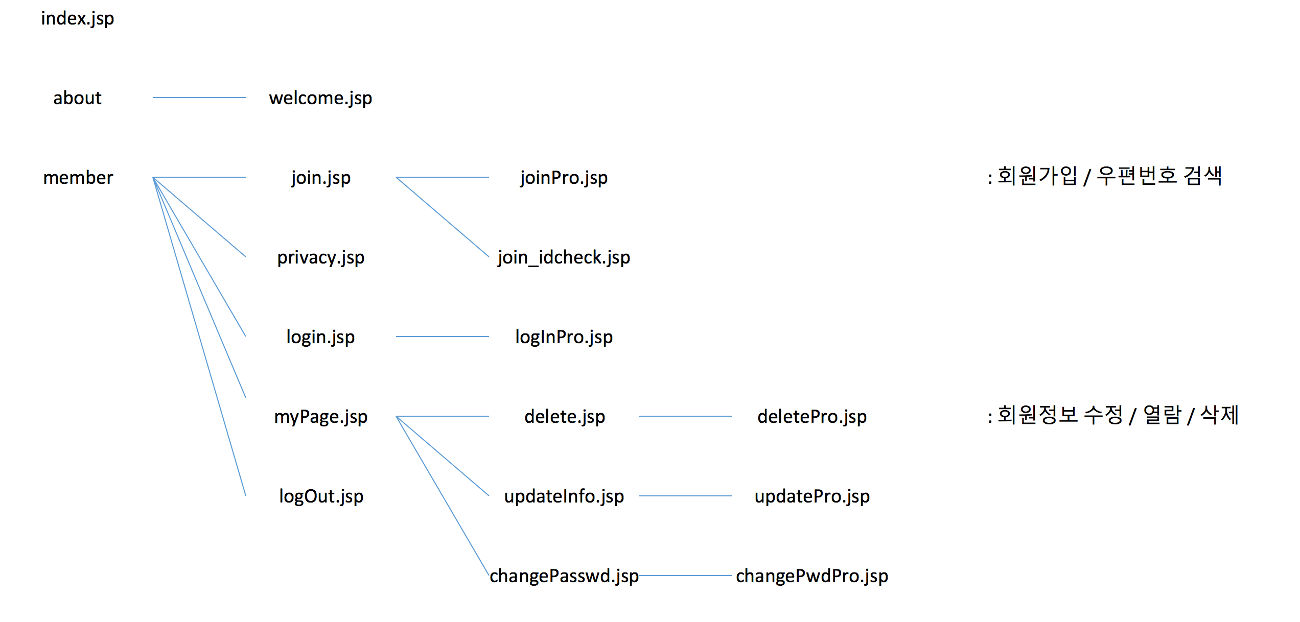 index.jsp
about welcome.jsp
member join.jsp joinPro.jsp : 회원가입 / 우편번호 검색
privacy.jsp join_idcheck.jsp
login.jsp logInPro.jsp
myPage.jsp delete.jsp deletePro.jsp : 회원정보 수정 / 열람 / 삭제
logOut.jsp updateInfo.jsp updatePro.jsp
changePasswd.jsp changePwdPro.jsp